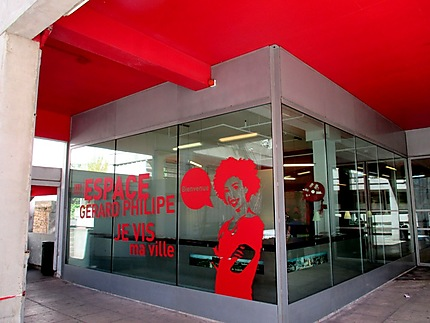 ESPACE
GÉRARD PHILIPE
JE VIS
ma ville
Bienvenue